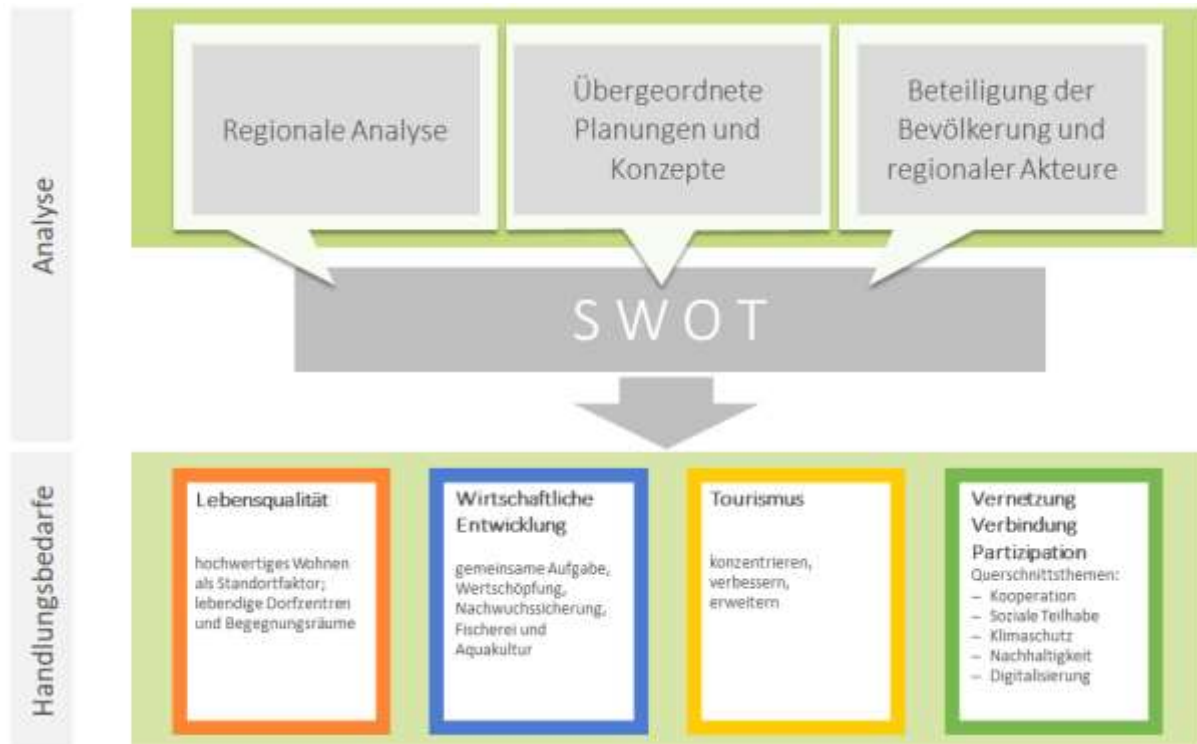 Analyse
Regionale Analyse
Übergeordnete
Planungen und
Konzepte
Beteiligung der
Bevölkerung und
regionaler Akteure
SWOT
Handlungsbedarfe
Lebensqualität
hochwertiges Wohnen
als Standortfaktor;
lebendige Dorfzentren
und Begegnungsräume
Wirtschaftliche
Entwicklung
gemeinsame Aufgabe,
Wertschöpfung,
Nachwuchssicherung,
Fischerei und
Aquakultur
Tourismus
konzentrieren,
verbessern,
erweitern
Vernetzung
Verbindung
Partizipation
Querschnittsthemen:
– Kooperation
– Soziale Teilhabe
– Klimaschutz
– Nachhaltigkeit
– Digitalisierung